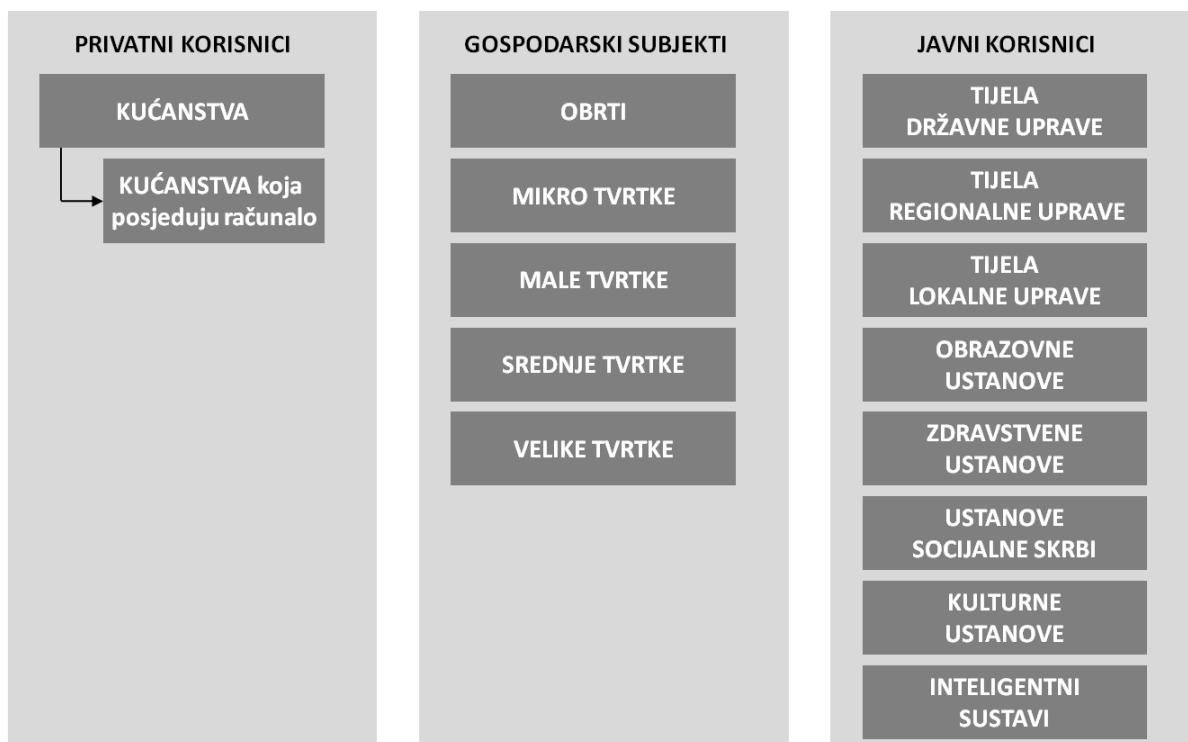 PRIVATNI KORISNICI
KUĆANSTVA
KUĆANSTVA koja
posjeduju računalo
GOSPODARSKI SUBJEKTI
OBRTI
MIKRO TVRTKE
MALE TVRTKE
SREDNJE TVRTKE
VELIKE TVRTKE
JAVNI KORISNICI
TIJELA
DRŽAVNE UPRAVE
TIJELA
REGIONALNE UPRAVE
TIJELA
LOKALNE UPRAVE
OBRAZOVNE
USTANOVE
ZDRAVSTVENE
USTANOVE
USTANOVE
SOCIJALNE SKRBI
KULTURNE
USTANOVE
INTELIGENTNI
SUSTAVI